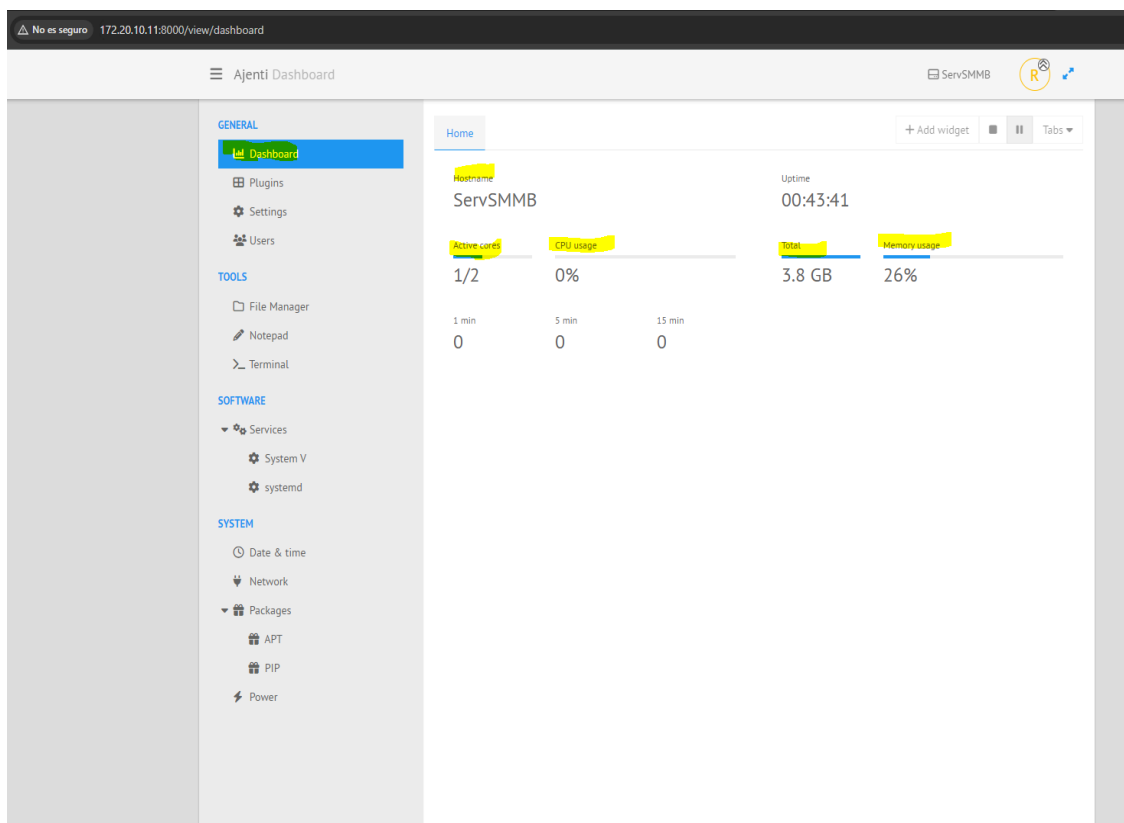 No es seguro 172.20.10.11:8000/view/dashboard
Ajenti Dashboard
ServSMMB
R
GENERAL
Dashboard
Plugins
Settings
Users
TOOLS
File Manager
Notepad
Terminal
SOFTWARE
Services
System V
systemd
SYSTEM
Date & time
Network
Packages
APT
PIP
Power
Home
+ Add widget
Tabs
Hostname
ServSMMB
Uptime
00:43:41
Active cores
1/2
CPU usage
0%
Total
3.8 GB
Memory usage
26%
1 min
0
5 min
0
15 min
0